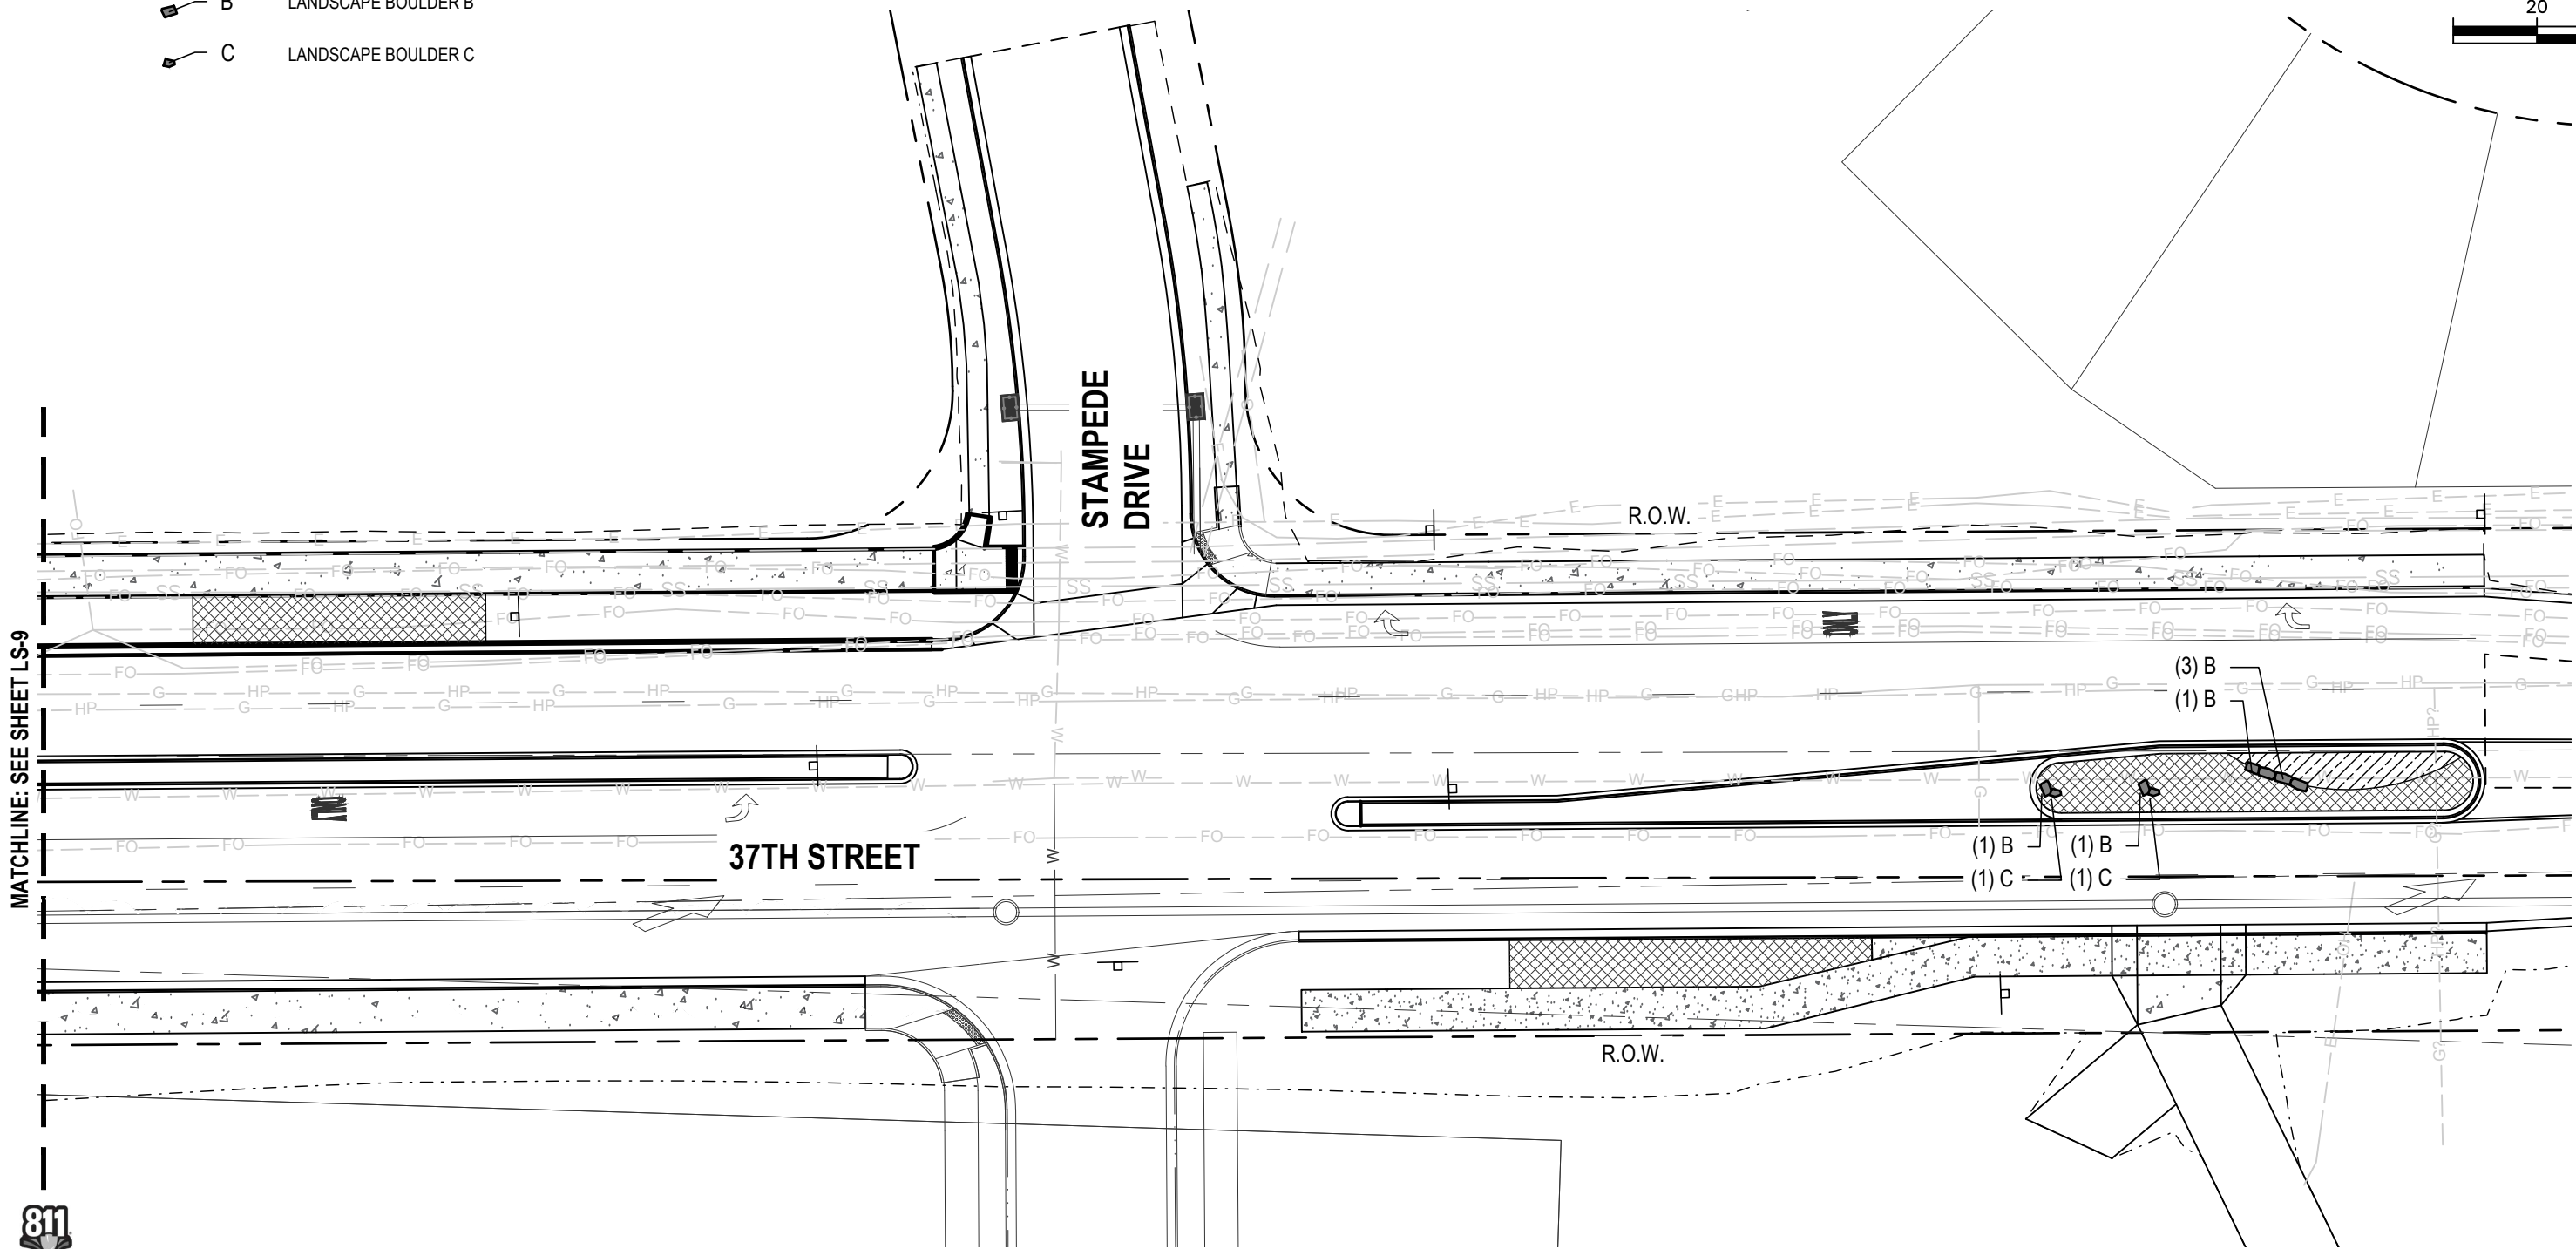 B LANDSCAPE BOULDER B
C LANDSCAPE BOULDER C
20
STAMPEDE
DRIVE
R.O.W.
MATCHLINE: SEE SHEET LS-9
(3) B
(1) B
37TH STREET
(1) B (1) B
(1) C (1) C
R.O.W.
811